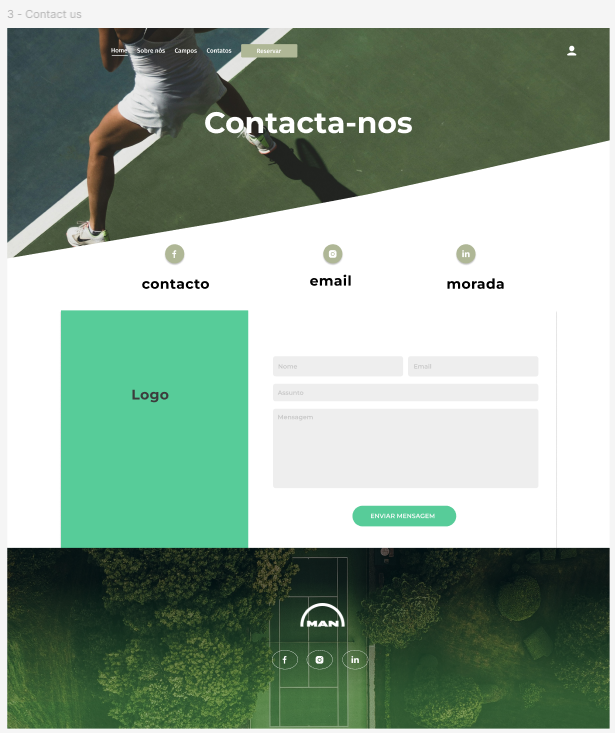 3 - Contact us
Home Sobre nós Campos Contatos Reservar
Contacta-nos
contacto email morada
Logo
Nome Email
Assunto
Mensagem
ENVIAR MENSAGEM
MAN